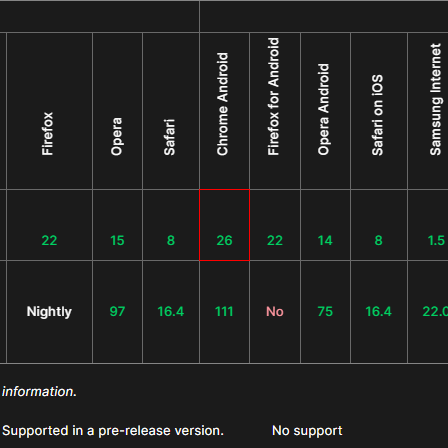 Firefox Opera Safari Chrome Android Firefox for Android Opera Android Safari on iOS Samsung Internet
22 15 8 26 22 14 8 1.5
Nightly 97 16.4 111 No 75 16.4 22.0
information.
Supported in a pre-release version. No support